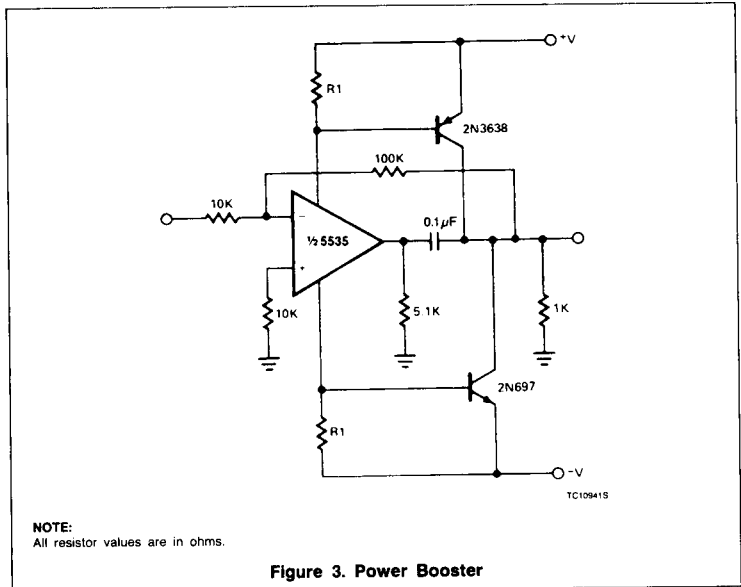 +V
R1
2N3638
100K
10K
0.1μF
−
½ 5535
+
10K
5.1K
1K
2N697
R1
−V
TC10941S
NOTE:
All resistor values are in ohms.
Figure 3. Power Booster